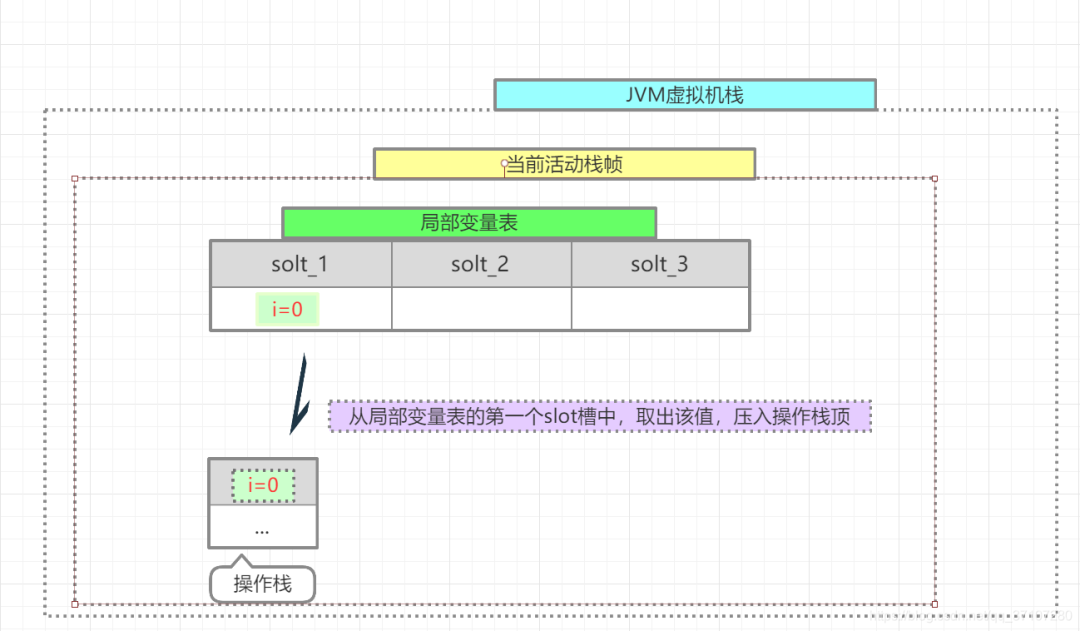 JVM虚拟机栈
当前活动栈帧
局部变量表
solt_1 solt_2 solt_3
i=0
从局部变量表的第一个slot槽中，取出该值，压入操作栈顶
i=0
...
操作栈